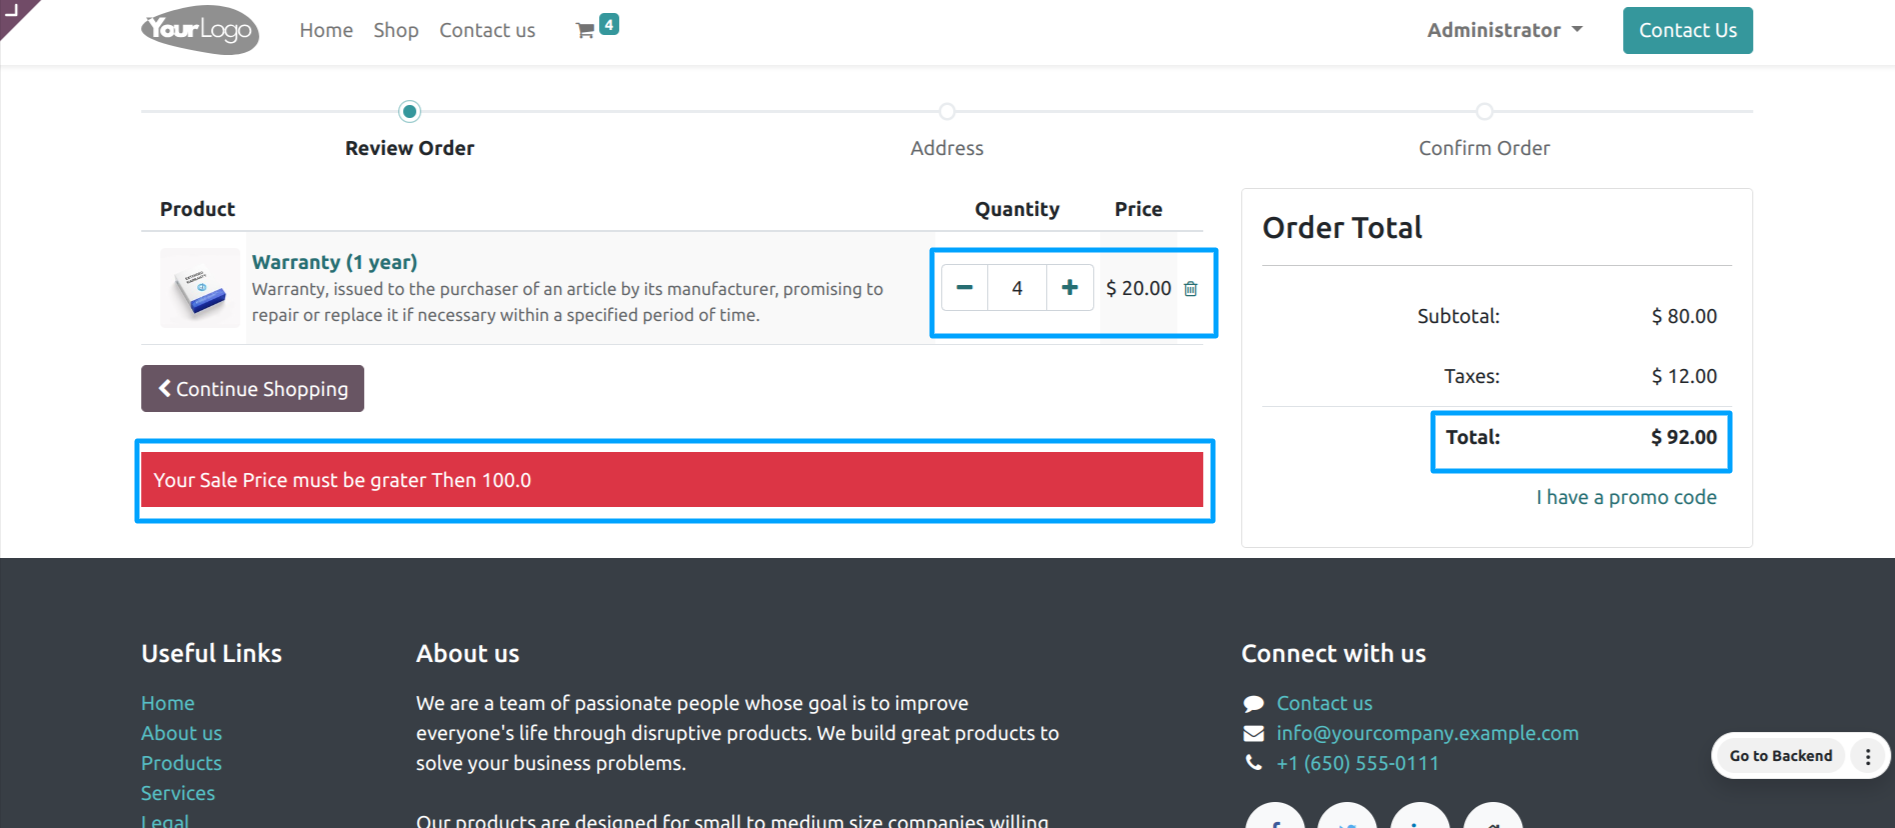 YourLogo
Home Shop Contact us 4
Administrator
Contact Us
Review Order
Address
Confirm Order
Product Quantity Price
Warranty (1 year)
Warranty, issued to the purchaser of an article by its manufacturer, promising to
repair or replace it if necessary within a specified period of time.
4
$ 20.00
Continue Shopping
Your Sale Price must be grater Then 100.0
Order Total
Subtotal: $ 80.00
Taxes: $ 12.00
Total: $ 92.00
I have a promo code
Useful Links
Home
About us
Products
Services
Legal
About us
We are a team of passionate people whose goal is to improve
everyone's life through disruptive products. We build great products to
solve your business problems.
Our products are designed for small to medium size companies willing
Connect with us
Contact us
info@yourcompany.example.com
+1 (650) 555-0111
Go to Backend